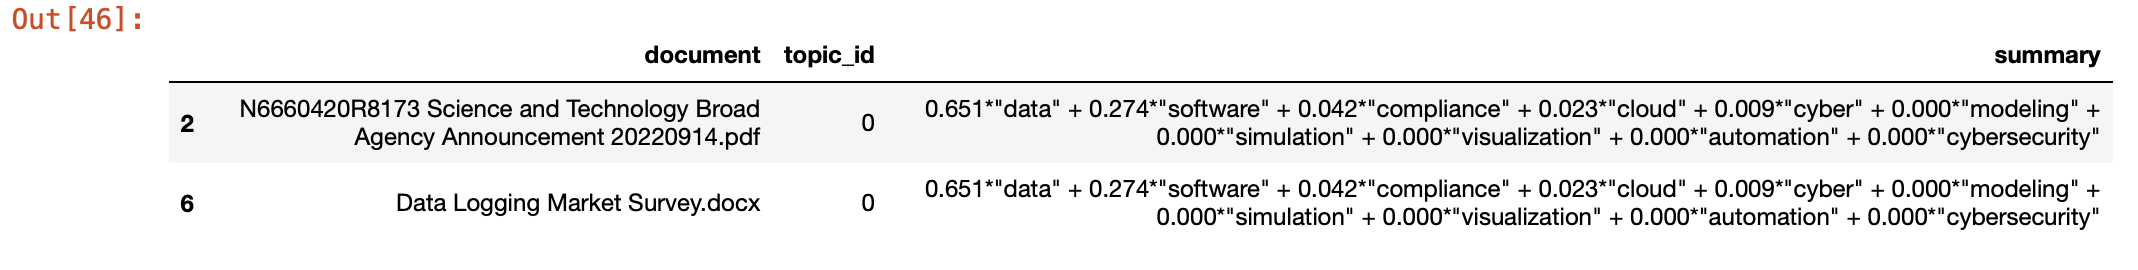 Out[46]:
document topic_id summary
2 N6660420R8173 Science and Technology Broad Agency Announcement 20220914.pdf 0 0.651*"data" + 0.274*"software" + 0.042*"compliance" + 0.023*"cloud" + 0.009*"cyber" + 0.000*"modeling" +
0.000*"simulation" + 0.000*"visualization" + 0.000*"automation" + 0.000*"cybersecurity"
6 Data Logging Market Survey.docx 0 0.651*"data" + 0.274*"software" + 0.042*"compliance" + 0.023*"cloud" + 0.009*"cyber" + 0.000*"modeling" +
0.000*"simulation" + 0.000*"visualization" + 0.000*"automation" + 0.000*"cybersecurity"